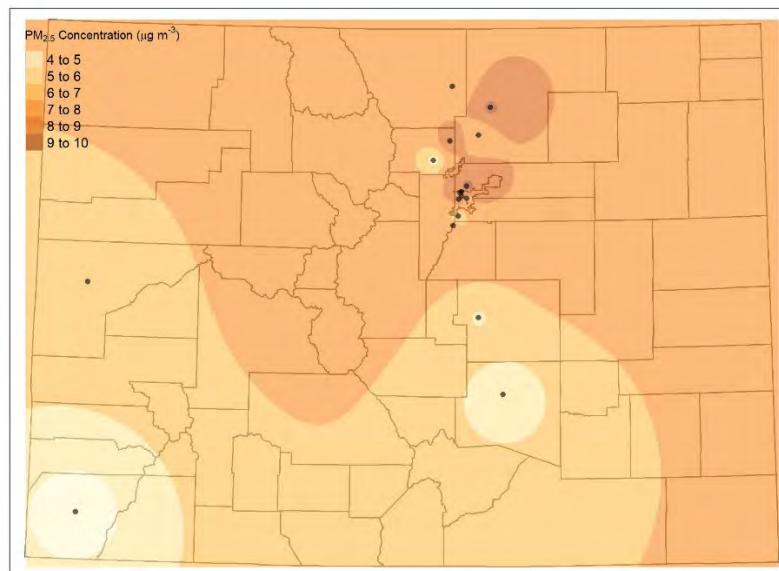 PM2.5 Concentration (µg m-3)
4 to 5
5 to 6
6 to 7
7 to 8
8 to 9
9 to 10